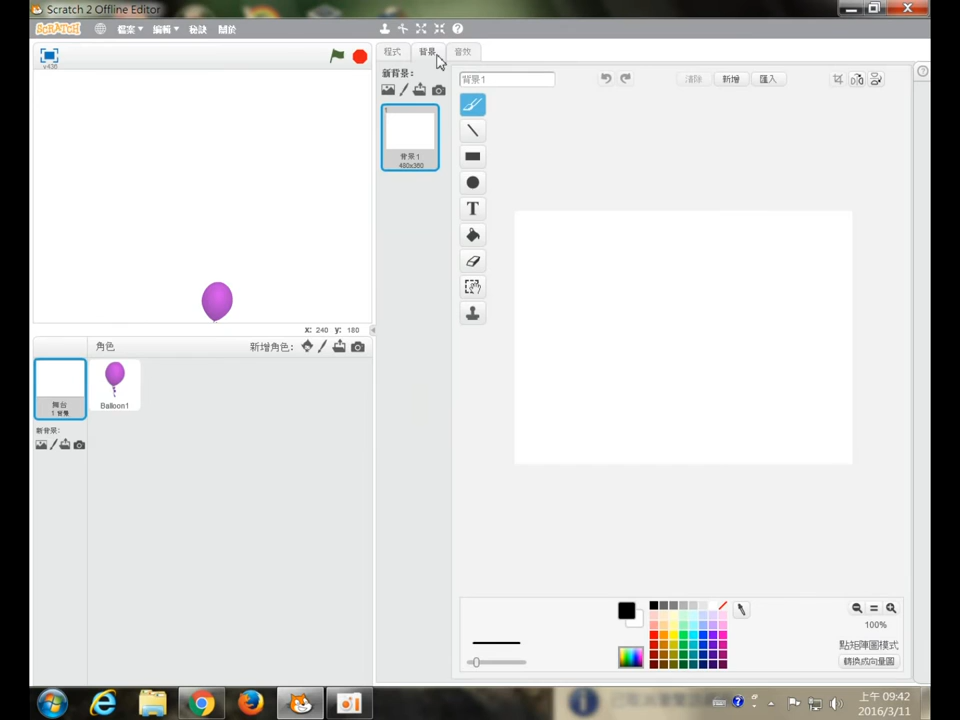 Scratch 2 Offline Editor
SCRATCH 檔案 編輯 秘訣 關於
v436
程式 背景 音效
新背景:
背景1
清除 新增 匯入
1
背景1
480x360
T
x: 240 y: 180
角色 新增角色:
舞台
1 背景
Balloon1
新背景:
100%
點矩陣圖模式
轉換成向量圖
上午 09:42
2016/3/11